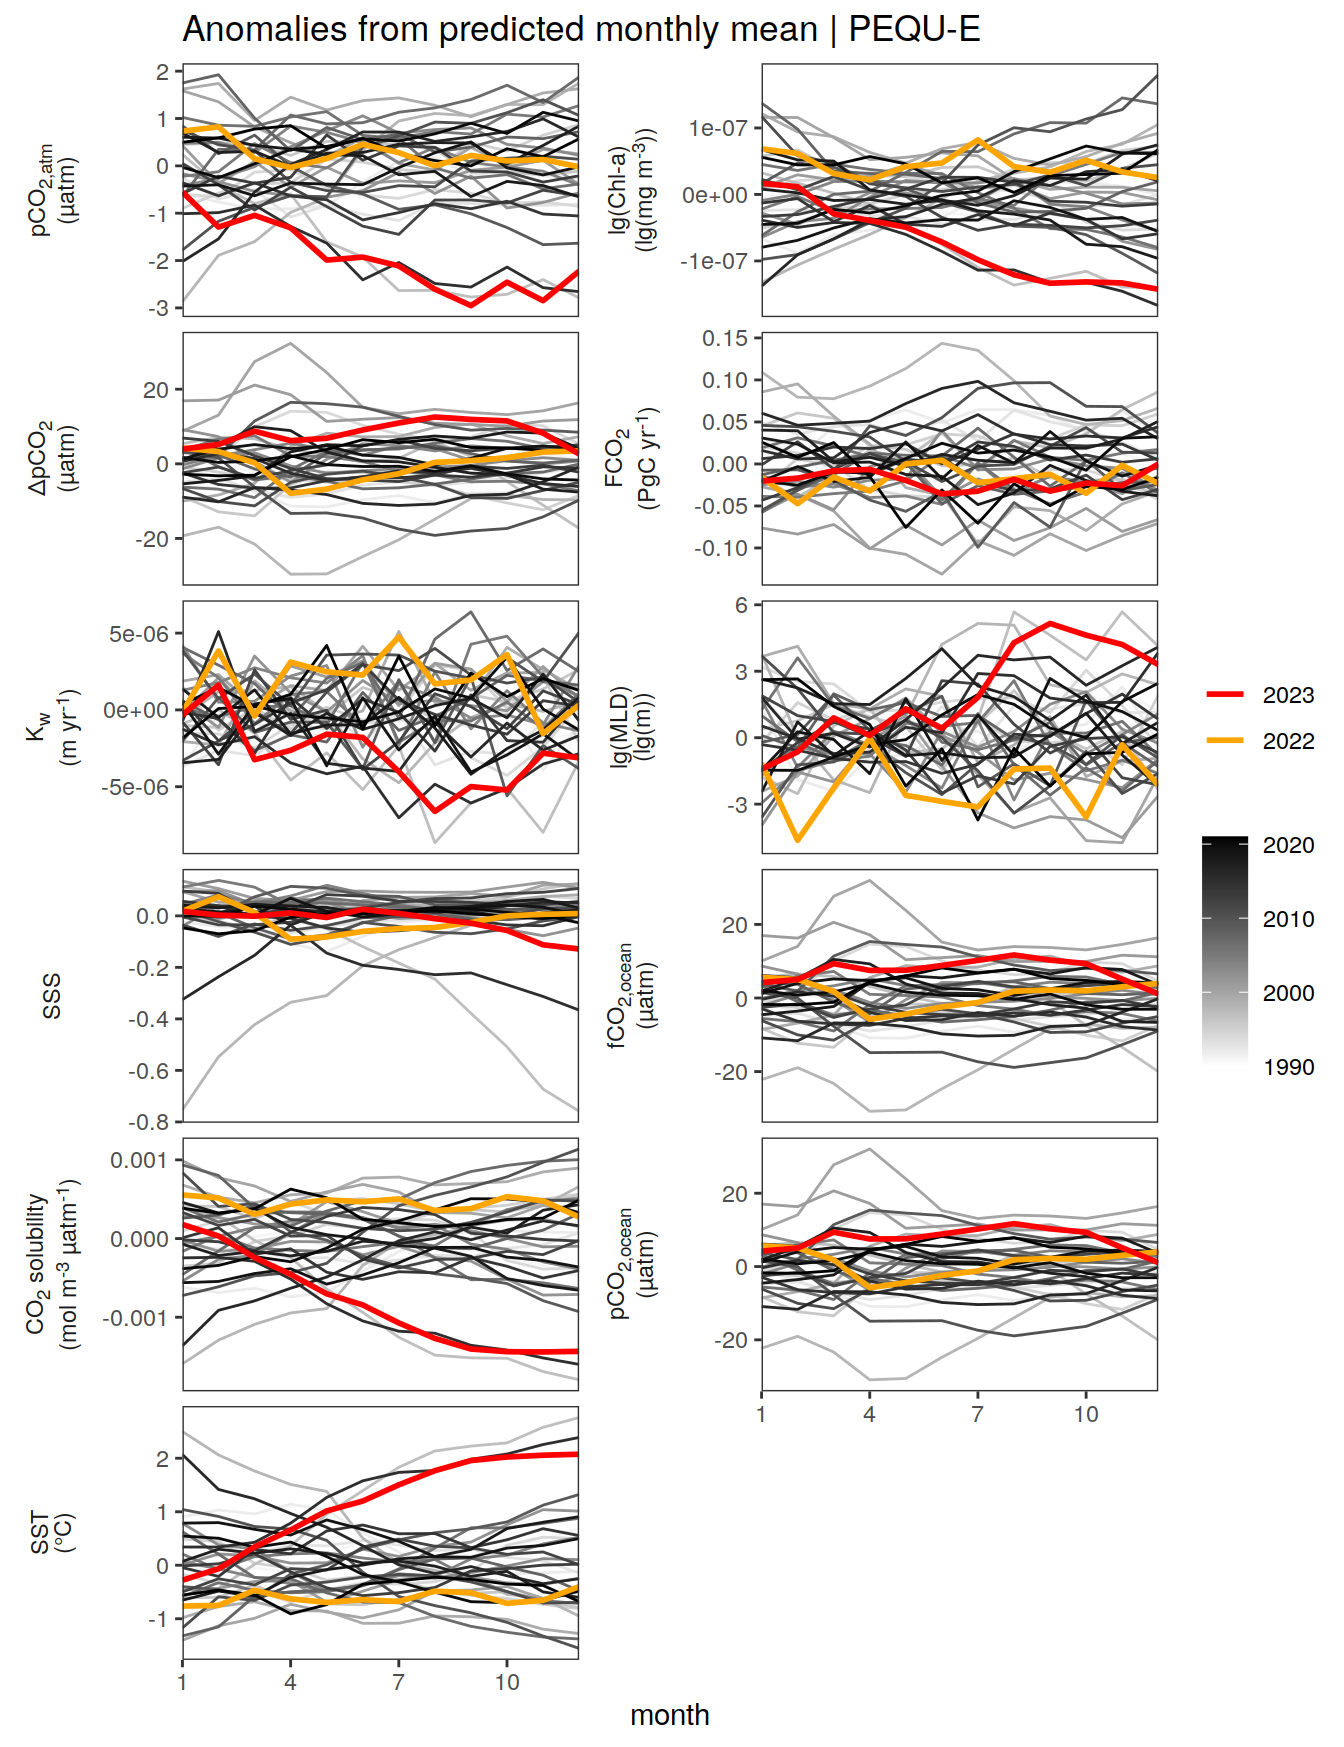 Anomalies from predicted monthly mean | PEQU-E
pCO2,atm
(µatm)
2
1
0
-1
-2
-3
lg(Chl-a)
(lg(mg m-3))
1e-07
0e+00
-1e-07
ΔpCO2
(µatm)
20
0
-20
FCO2
(PgC yr-1)
0.15
0.10
0.05
0.00
-0.05
-0.10
Kw
(m yr-1)
5e-06
0e+00
-5e-06
lg(MLD)
(lg(m))
6
3
0
-3
SSS
0.0
-0.2
-0.4
-0.6
-0.8
fCO2,ocean
(µatm)
20
0
-20
CO2 solubility
(mol m-3 µatm-1)
0.001
0.000
-0.001
pCO2,ocean
(µatm)
20
0
-20
1 4 7 10
SST
(°C)
2
1
0
-1
1 4 7 10
month
2023
2022
2020
2010
2000
1990